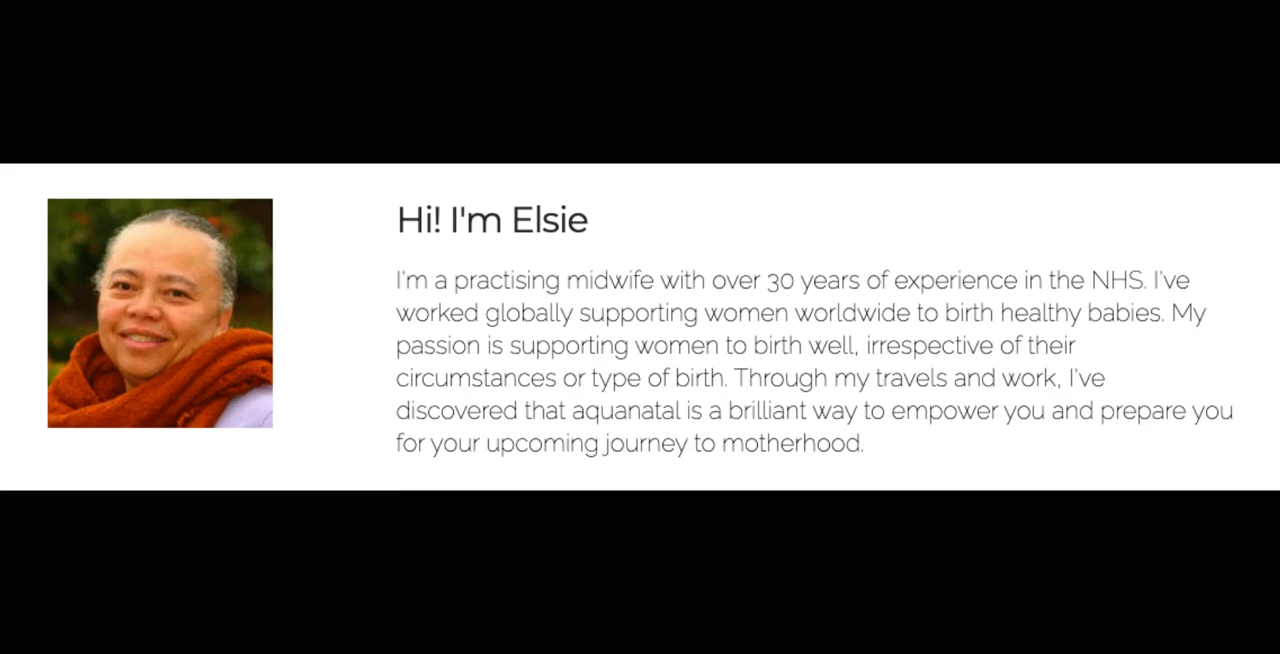 Hi! I'm Elsie
I'm a practising midwife with over 30 years of experience in the NHS. I've
worked globally supporting women worldwide to birth healthy babies. My
passion is supporting women to birth well, irrespective of their
circumstances or type of birth. Through my travels and work, I've
discovered that aquanatal is a brilliant way to empower you and prepare you
for your upcoming journey to motherhood.